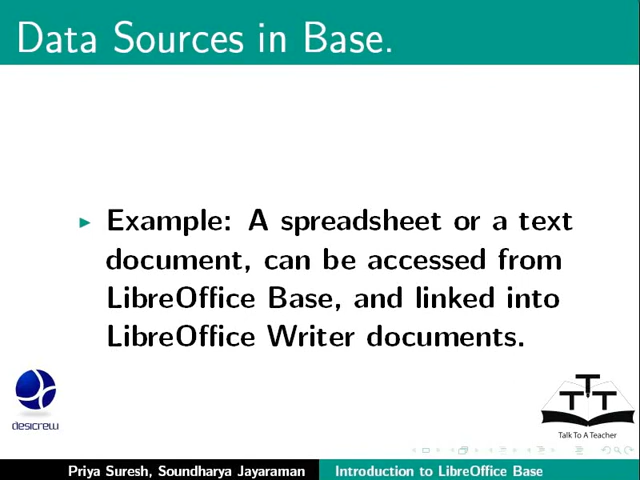 Data Sources in Base.
Example: A spreadsheet or a text
document, can be accessed from
LibreOffice Base, and linked into
LibreOffice Writer documents.
desicrew
T T T
Talk To A Teacher
Priya Suresh, Soundharya Jayaraman
Introduction to LibreOffice Base